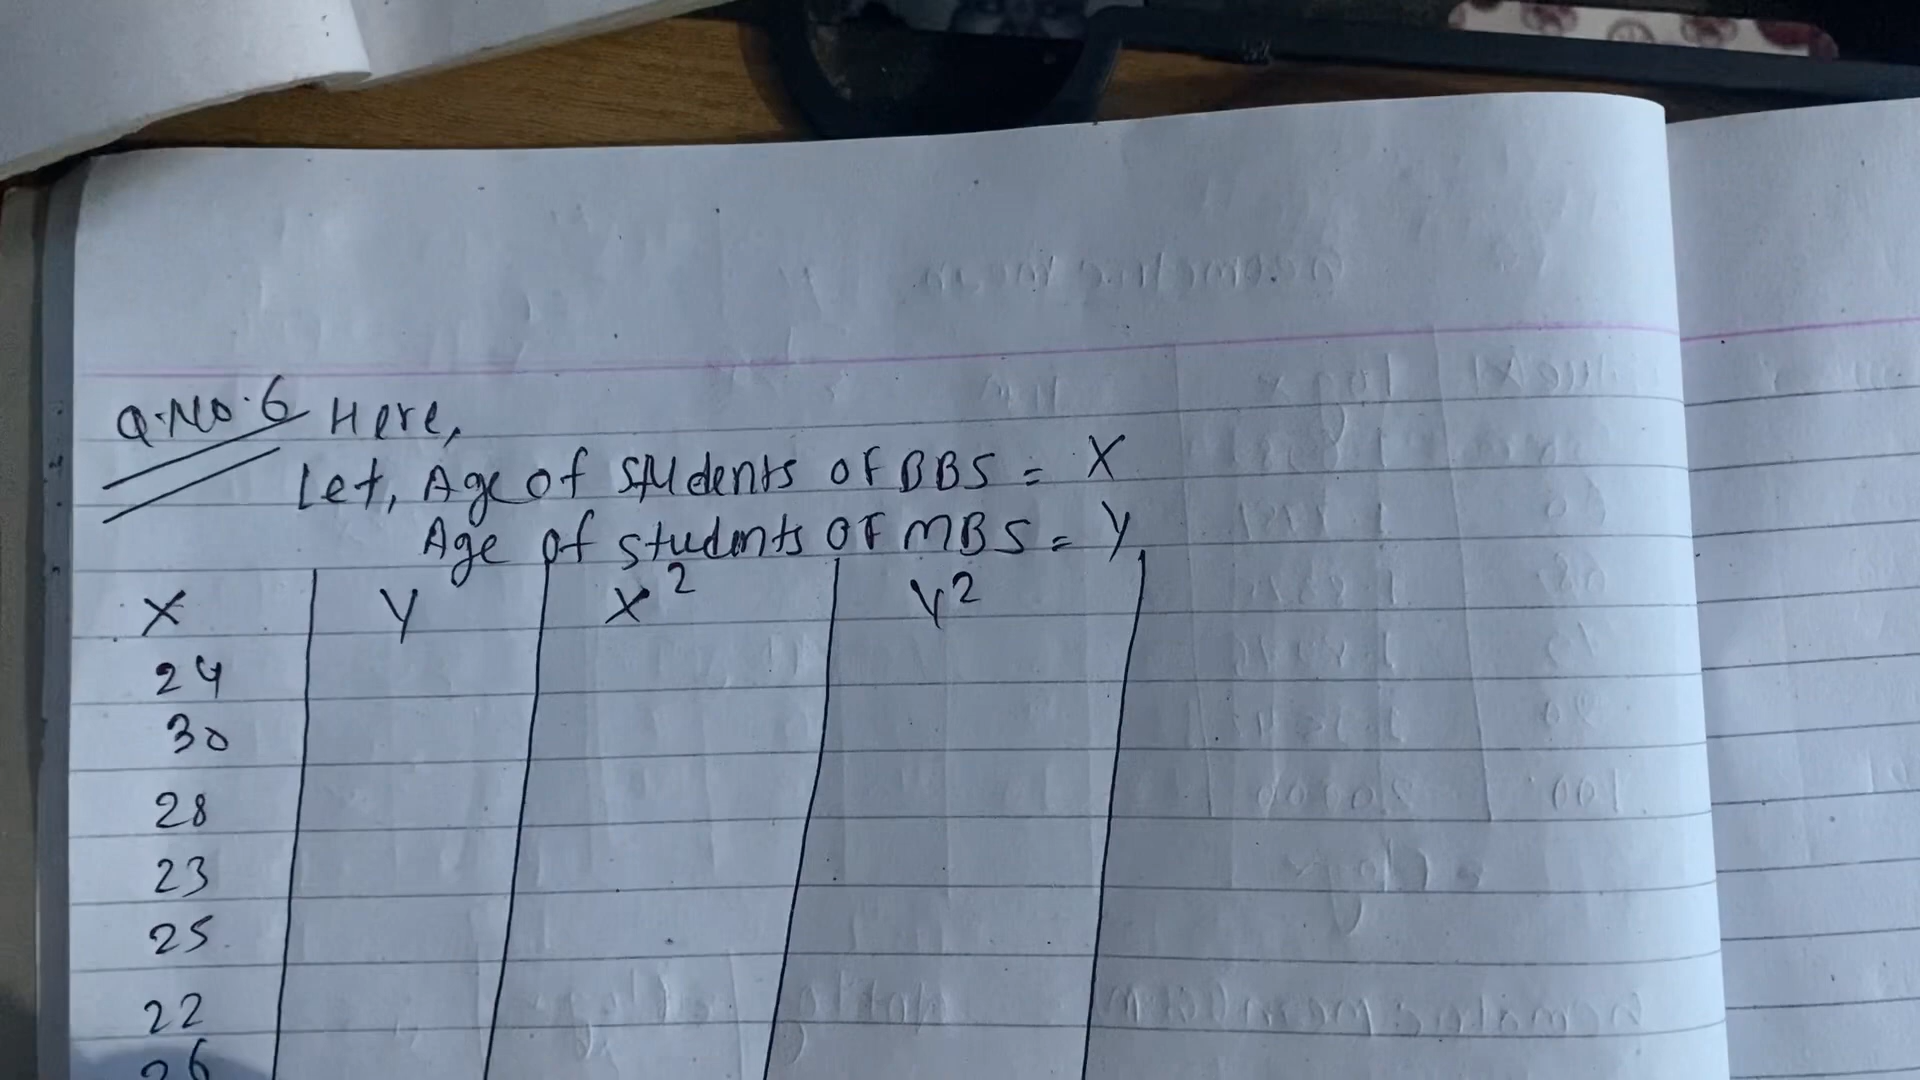 Q.No.6 Here,
Let, Age of Students OF BBS = X
Age of students OF MBS = Y
X Y X² Y²
24
30
28
23
25
22
26